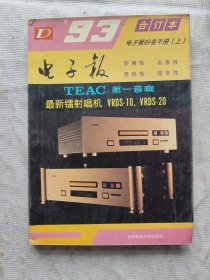 '93
合订本
电子爱好者手册(上)
电子报
实用性 启发性
资料性 信息性
TEAC 第一音响
最新镭射唱机 VRDS-10, VRDS-20